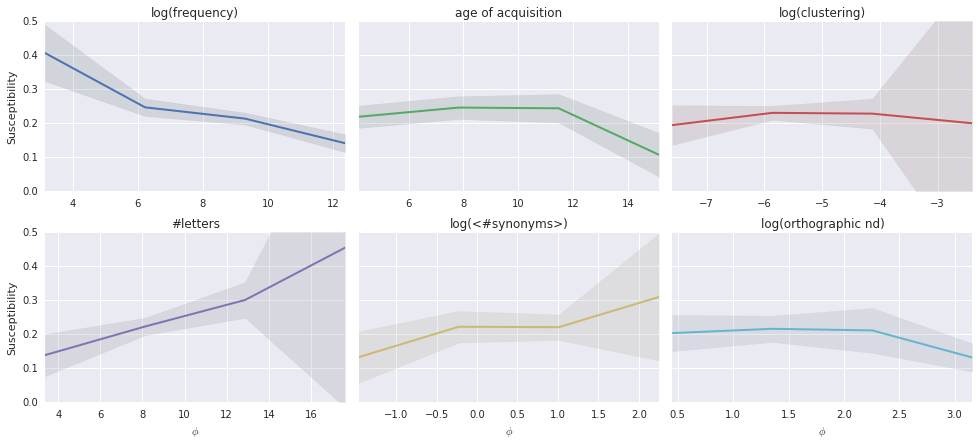 log(frequency) age of acquisition log(clustering)
0.5
0.4
0.3
0.2
0.1
0.0
Susceptibility
4 6 8 10 12
6 8 10 12 14
−7 −6 −5 −4 −3
#letters log(<#synonyms>) log(orthographic nd)
0.5
0.4
0.3
0.2
0.1
0.0
Susceptibility
4 6 8 10 12 14 16
−1.0 −0.5 0.0 0.5 1.0 1.5 2.0
0.5 1.0 1.5 2.0 2.5 3.0
ϕ ϕ ϕ